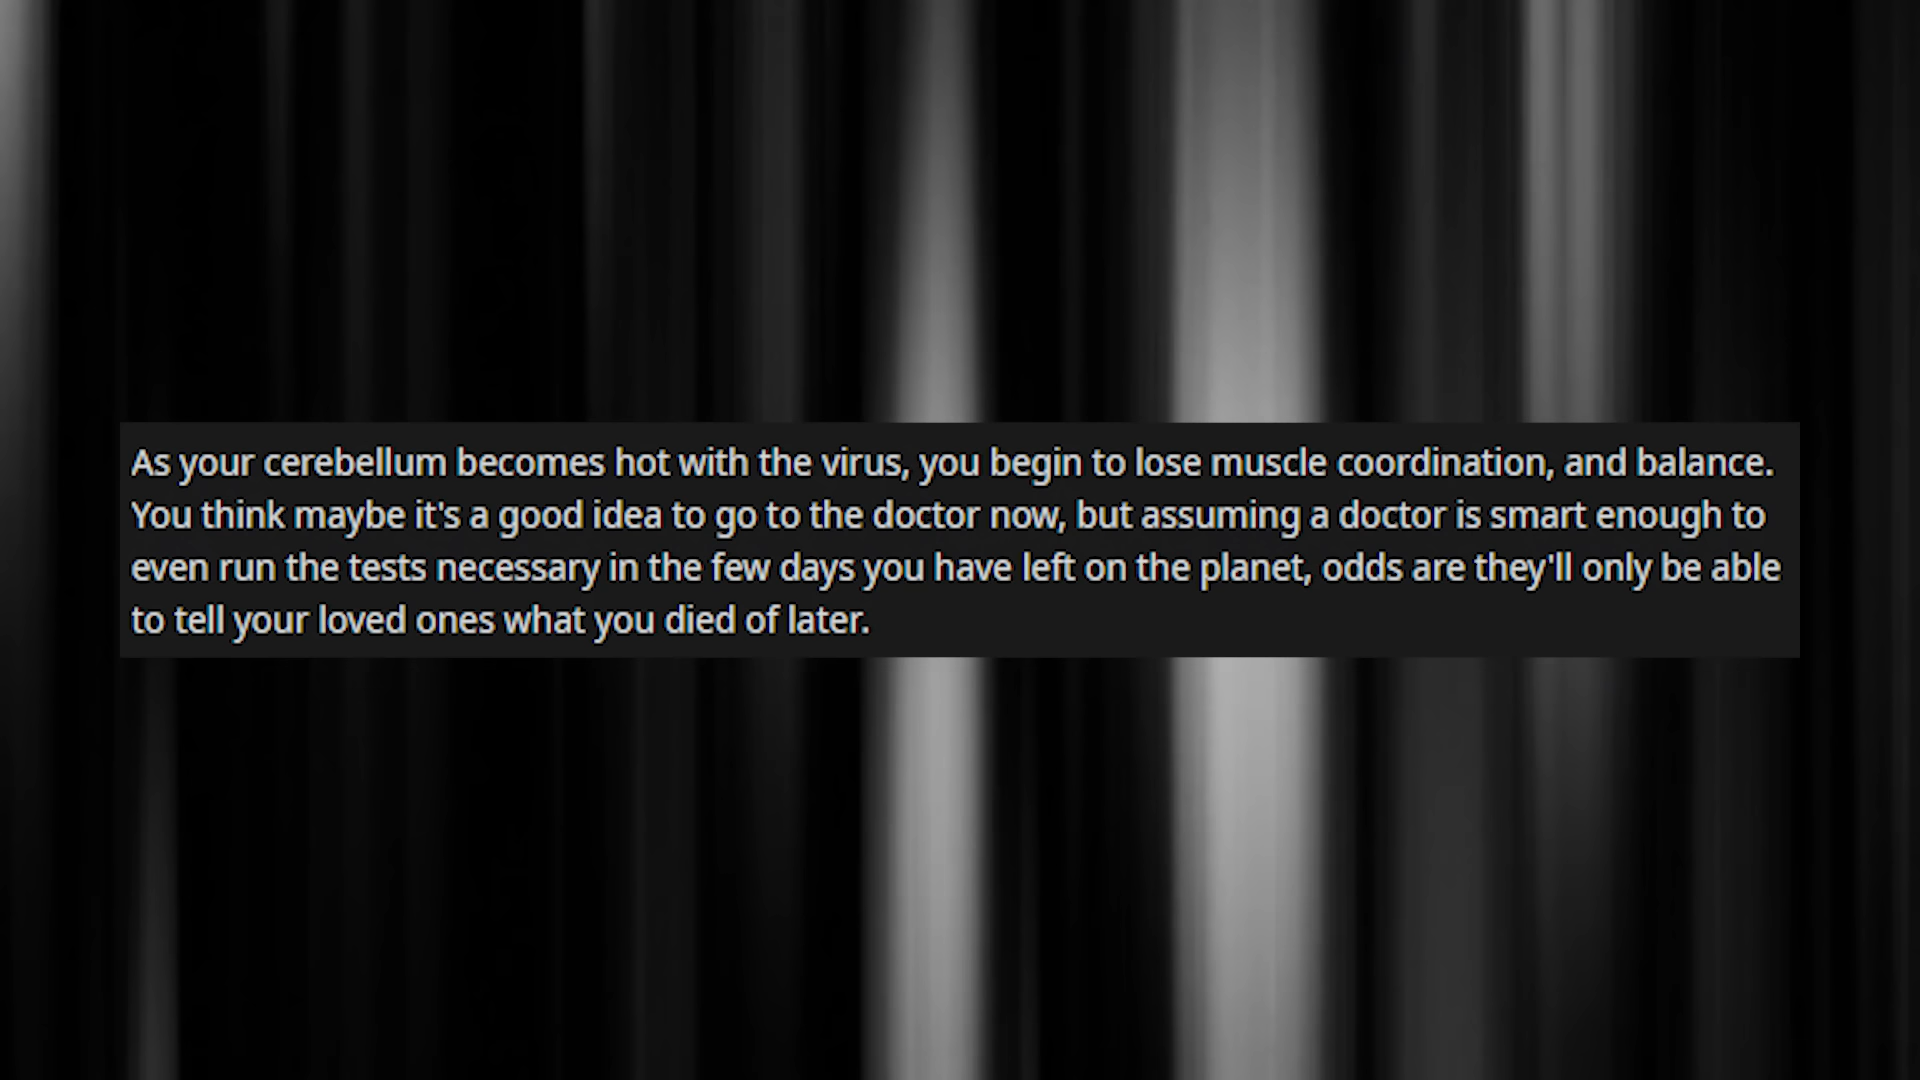 As your cerebellum becomes hot with the virus, you begin to lose muscle coordination, and balance.
You think maybe it's a good idea to go to the doctor now, but assuming a doctor is smart enough to
even run the tests necessary in the few days you have left on the planet, odds are they'll only be able
to tell your loved ones what you died of later.